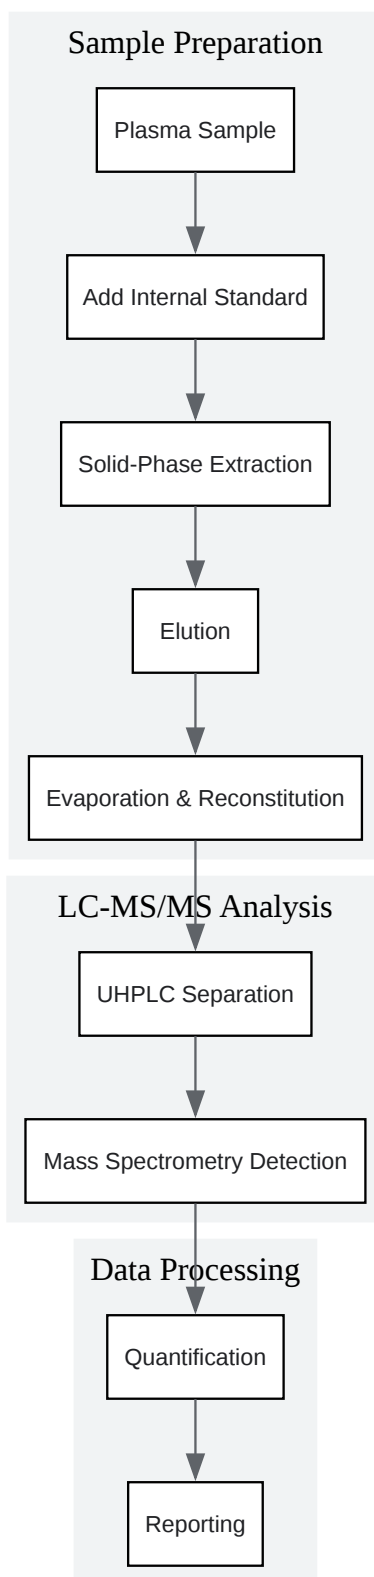 Sample Preparation
Plasma Sample
Add Internal Standard
Solid-Phase Extraction
Elution
Evaporation & Reconstitution
LC-MS/MS Analysis
UHPLC Separation
Mass Spectrometry Detection
Data Processing
Quantification
Reporting